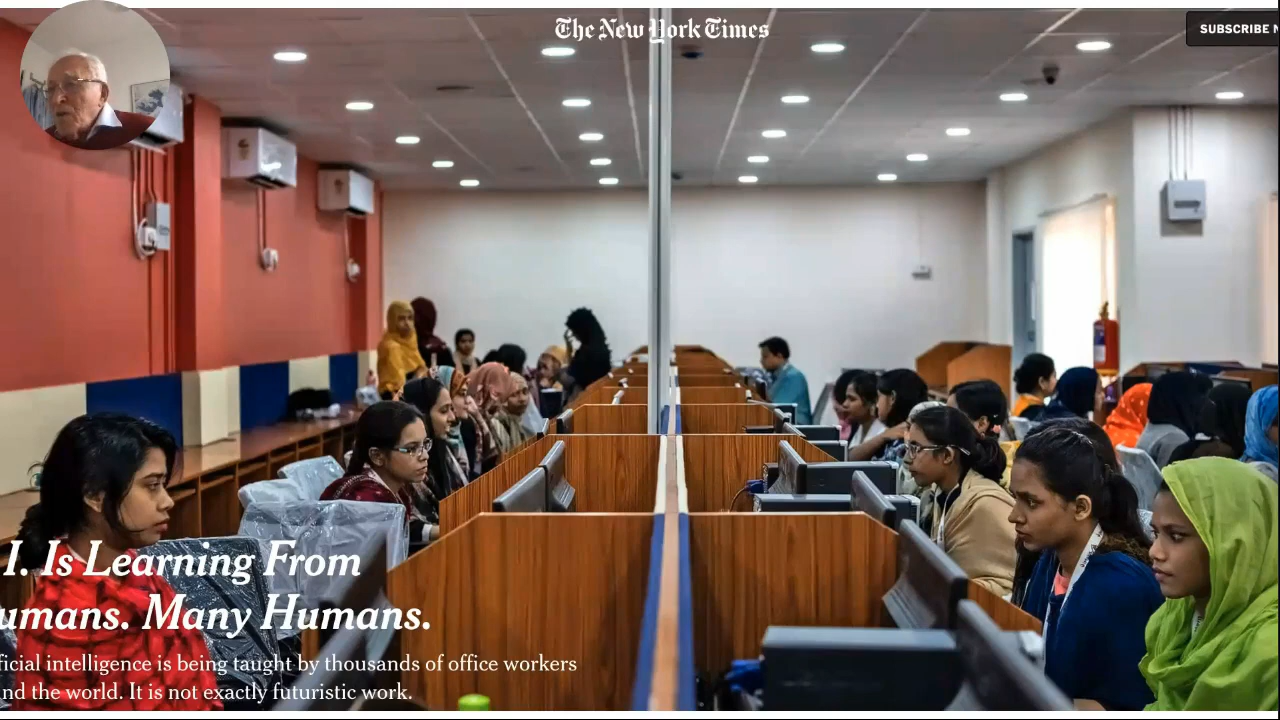 The New York Times
SUBSCRIBE N
I. Is Learning From
umans. Many Humans.
ficial intelligence is being taught by thousands of office workers
nd the world. It is not exactly futuristic work.